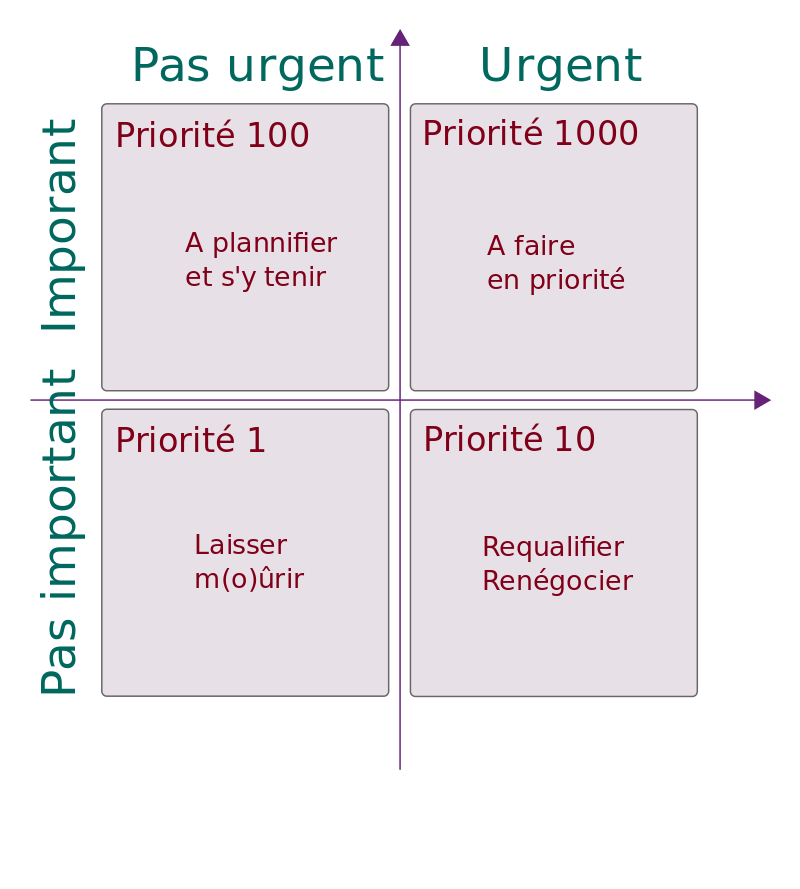 Pas urgent
Urgent
Imporant
Priorité 100
A plannifier
et s'y tenir
Priorité 1000
A faire
en priorité
Pas important
Priorité 1
Laisser
m(o)ûrir
Priorité 10
Requalifier
Renégocier